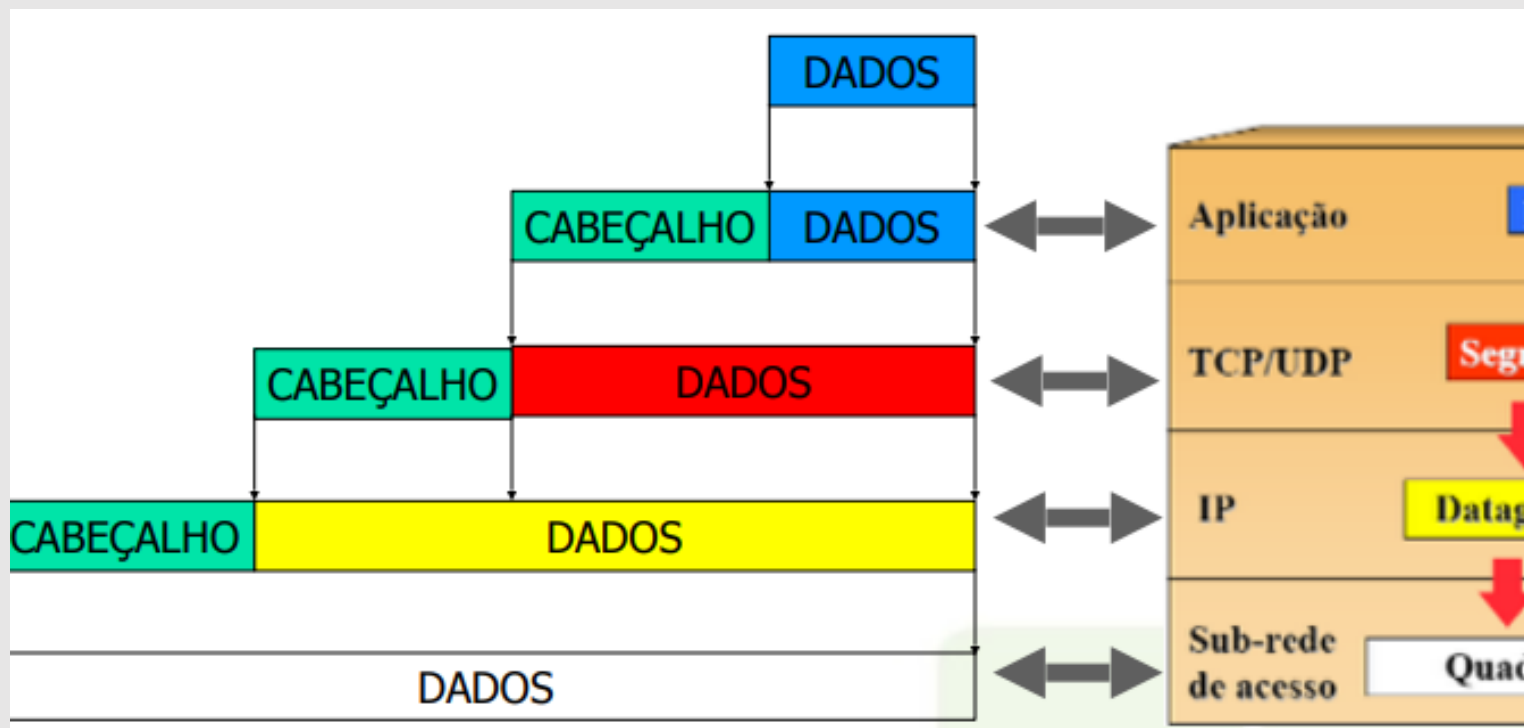 DADOS
CABEÇALHO DADOS
Aplicação
CABEÇALHO DADOS
TCP/UDP
CABEÇALHO DADOS
IP
DADOS
Sub-rede
de acesso